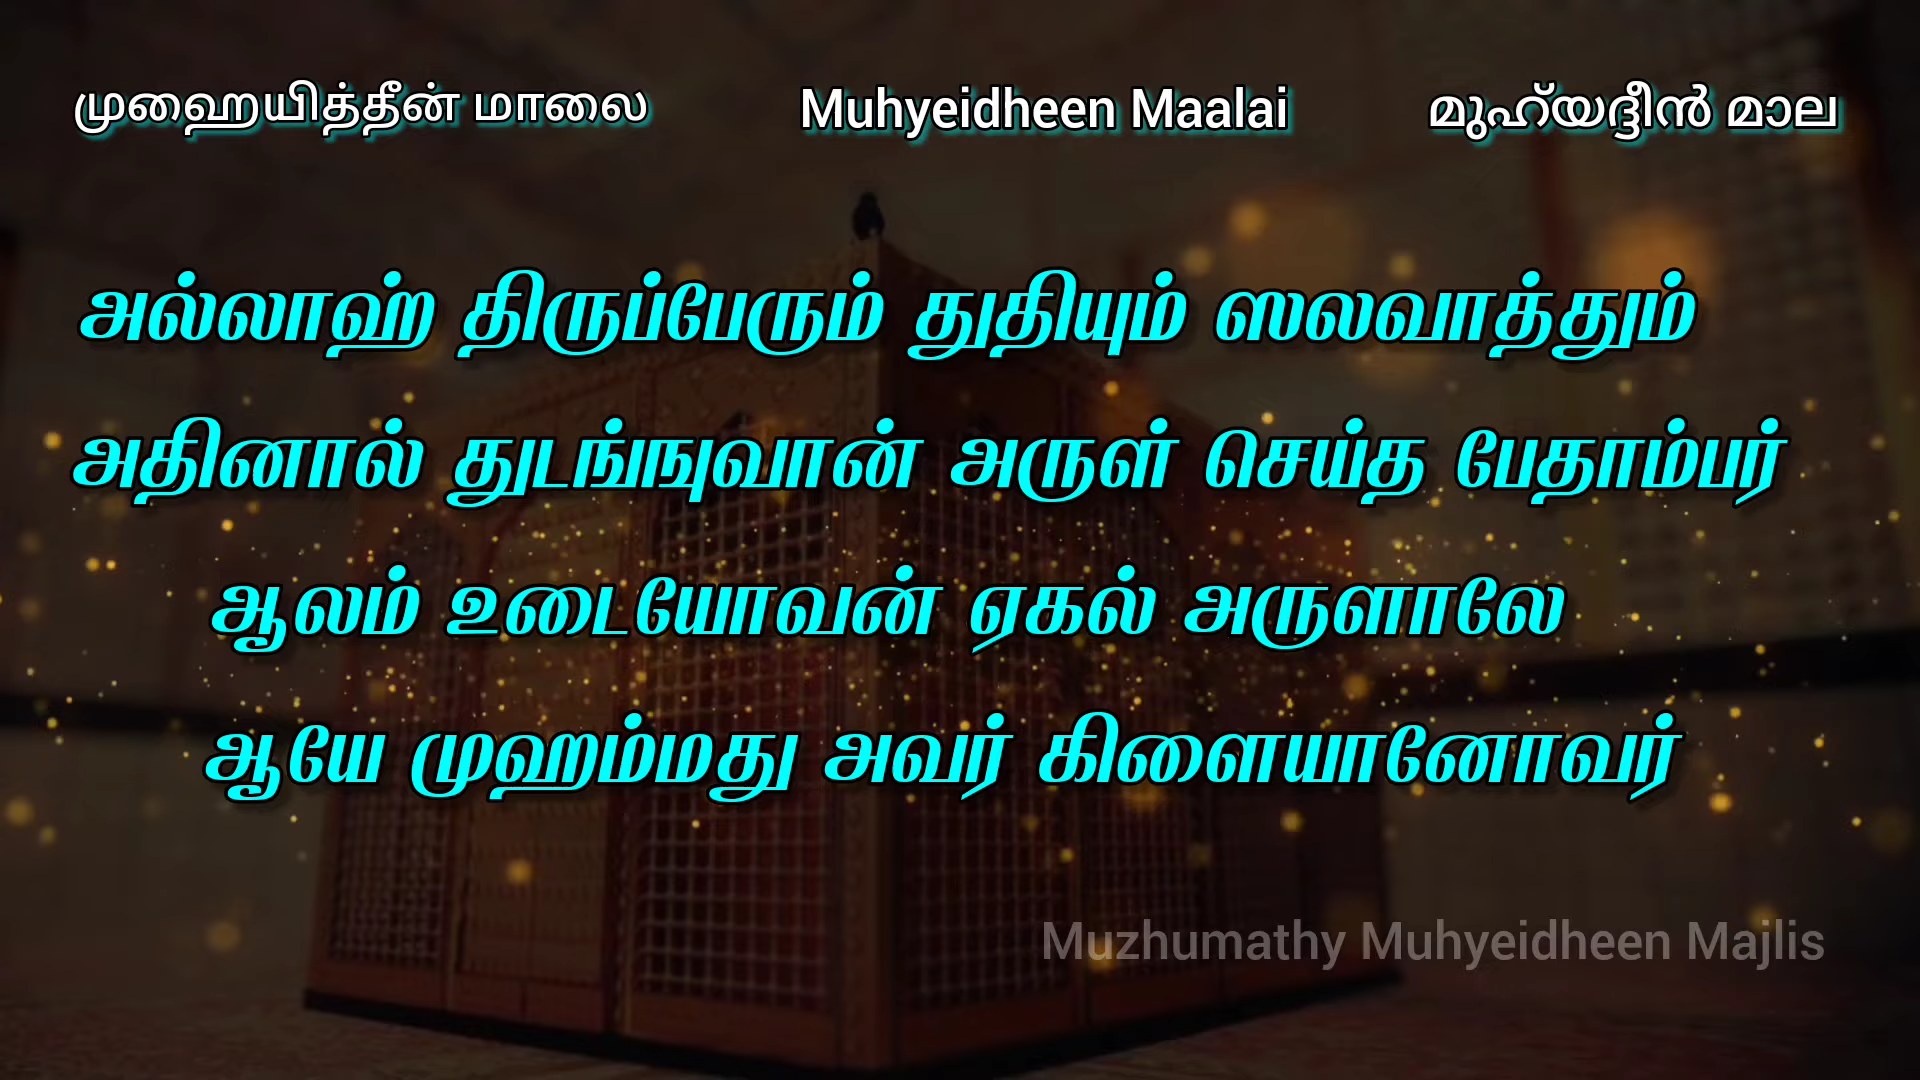 முஹையித்தீன் மாலை
Muhyeidheen Maalai
മുഹ്‌യദ്ദീൻ മാല
அல்லாஹ் திருப்பேரும் துதியும் ஸலவாத்தும்
அதினால் துடங்ஙுவான் அருள் செய்த பேதாம்பர்
ஆலம் உடையோவன் ஏகல் அருளாலே
ஆயே முஹம்மது அவர் கிளையானோவர்
Muzhumathy Muhyeidheen Majlis